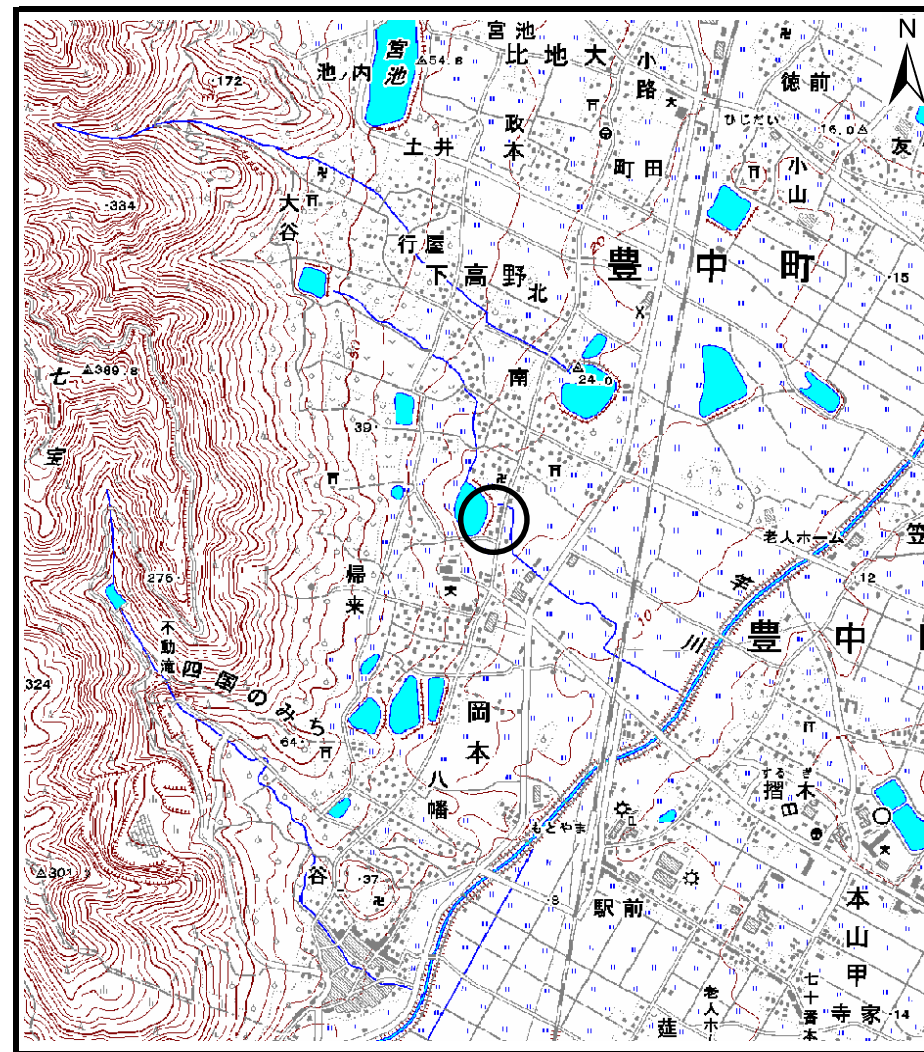 N
宮池
宮池
54.6
池ノ内
比地大
小路
徳前
172
ひじだい
16.0
友
土井
政本
町田
小山
大谷
334
行屋
下高野
北
豊中町
15
南
24.0
七宝
389.8
39
老人ホーム
笠
276
帰来
12
川
10
豊中
不動滝
四国のみち
324
64
岡本
八幡
するぎ
摺木
もとやま
301.
谷
37
8
駅前
本山甲
七十番本
老人ホ
寺家
14